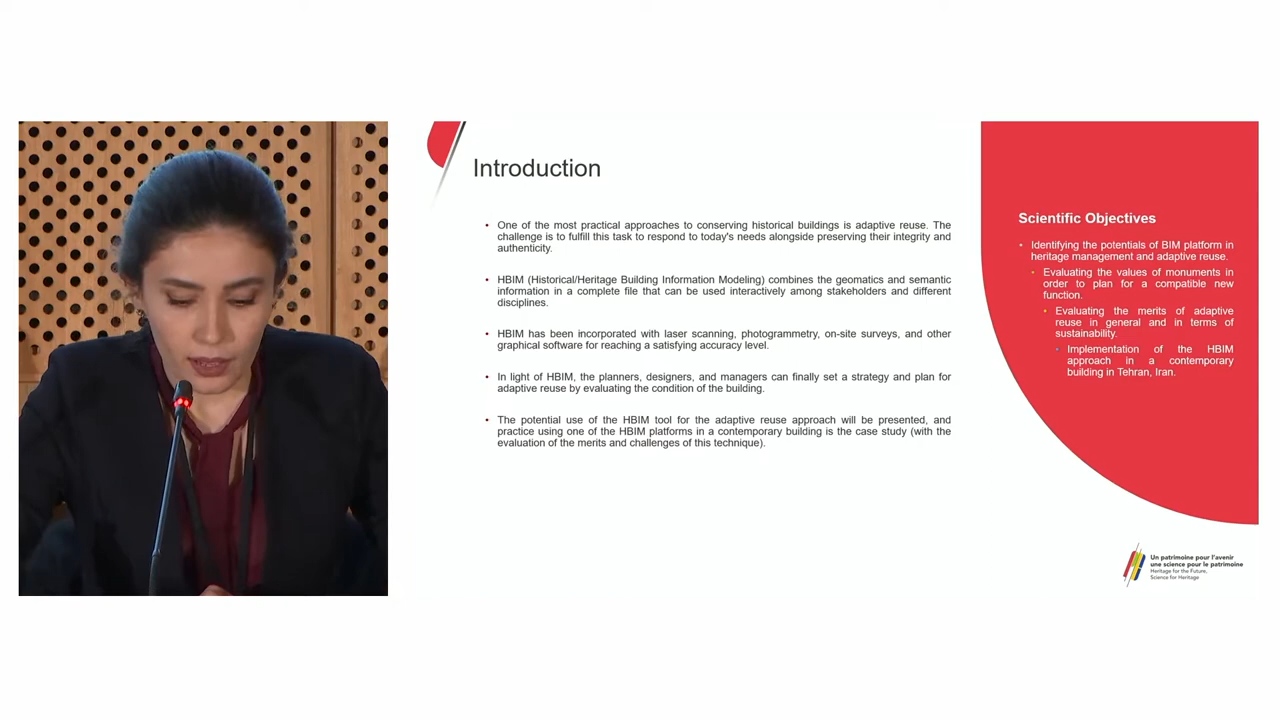 Introduction
One of the most practical approaches to conserving historical buildings is adaptive reuse. The
challenge is to fulfill this task to respond to today's needs alongside preserving their integrity and
authenticity.
HBIM (Historical/Heritage Building Information Modeling) combines the geomatics and semantic
information in a complete file that can be used interactively among stakeholders and different
disciplines.
HBIM has been incorporated with laser scanning, photogrammetry, on-site surveys, and other
graphical software for reaching a satisfying accuracy level.
In light of HBIM, the planners, designers, and managers can finally set a strategy and plan for
adaptive reuse by evaluating the condition of the building.
The potential use of the HBIM tool for the adaptive reuse approach will be presented, and
practice using one of the HBIM platforms in a contemporary building is the case study (with the
evaluation of the merits and challenges of this technique).
Scientific Objectives
Identifying the potentials of BIM platform in
heritage management and adaptive reuse.
Evaluating the values of monuments in
order to plan for a compatible new
function.
Evaluating the merits of adaptive
reuse in general and in terms of
sustainability.
Implementation of the HBIM
approach in a contemporary
building in Tehran, Iran.
Un patrimoine pour l'avenir
une science pour le patrimoine
Heritage for the Future,
Science for Heritage